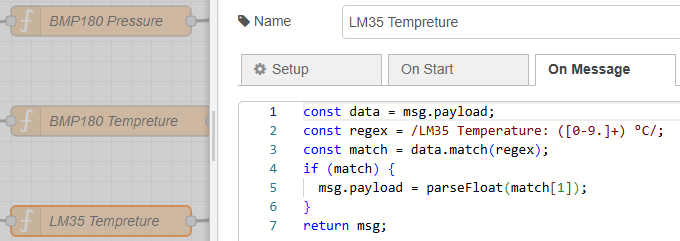 BMP180 Pressure
BMP180 Tempreture
LM35 Tempreture
Name
LM35 Tempreture
Setup
On Start
On Message
1 const data = msg.payload;
2 const regex = /LM35 Temperature: ([0-9.]+) °C/;
3 const match = data.match(regex);
4 if (match) {
5 msg.payload = parseFloat(match[1]);
6 }
7 return msg;